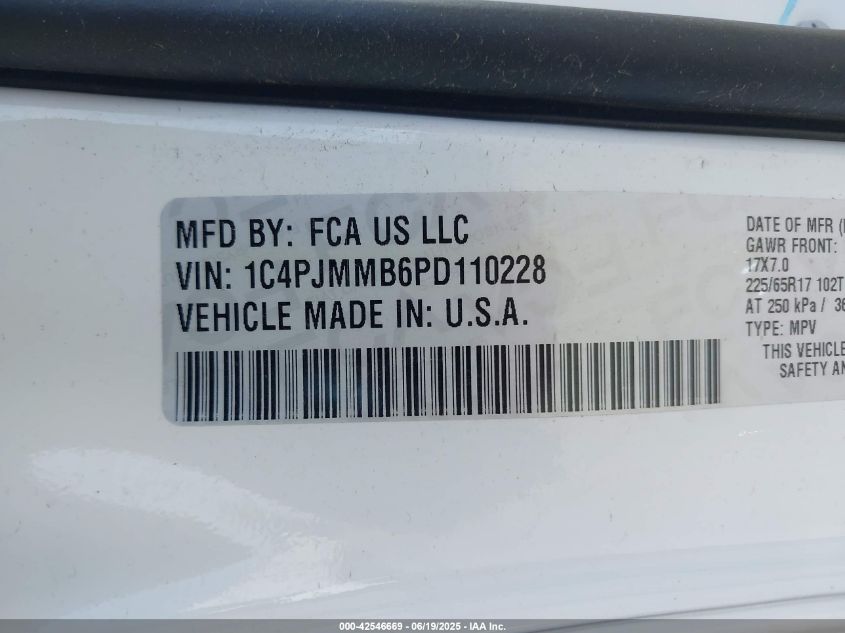 MFD BY: FCA US LLC
VIN: 1C4PJMMB6PD110228
VEHICLE MADE IN: U.S.A.
DATE OF MFR
GAWR FRONT:
17X7.0
225/65R17 102T
AT 250 kPa /
TYPE: MPV
THIS VEHICLE
SAFETY
000-42546669 - 06/19/2025 - IAA Inc.